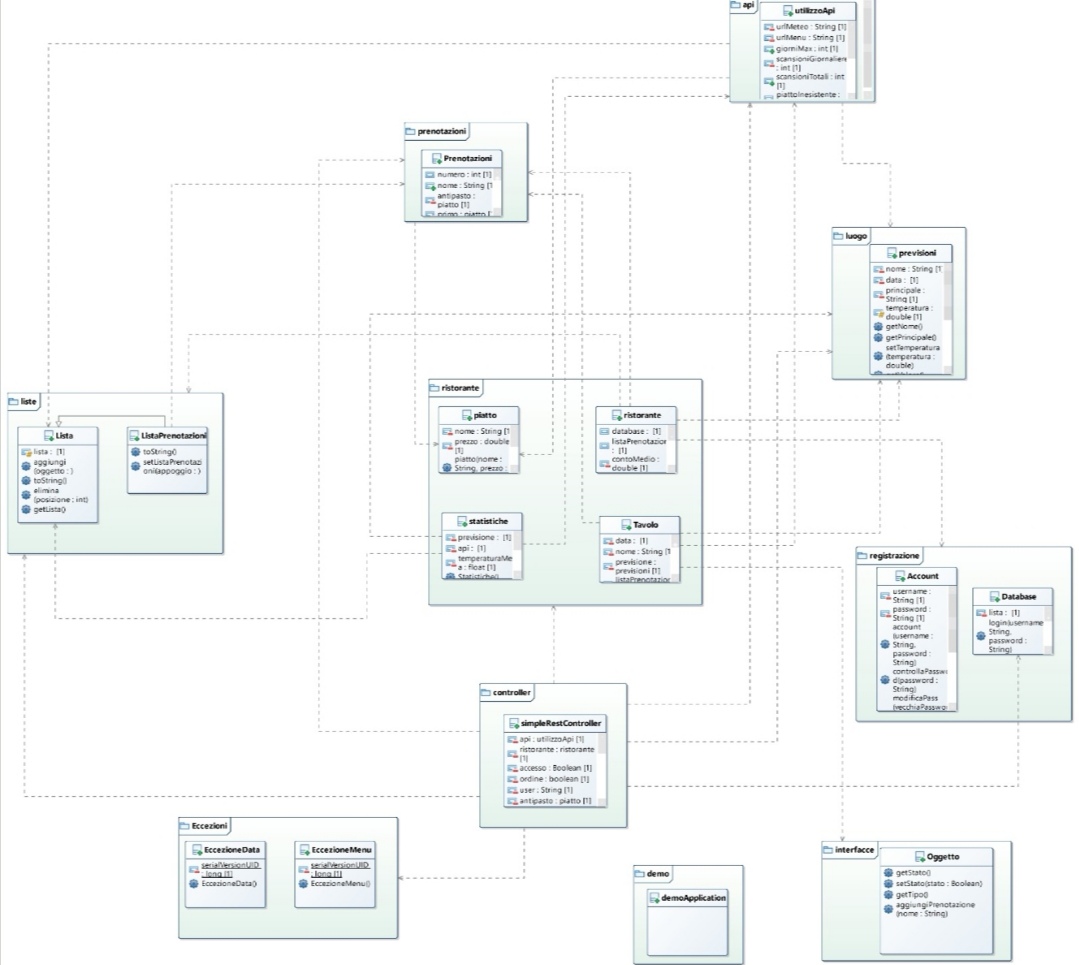 api
utilizzoApi
urlMeteo : String [1]
urlMenu : String [1]
giorniMax : int [1]
scansioniGiornalien
: int [1]
scansioniTotali : int
[1]
piattoInesistente :
prenotazioni
Prenotazioni
numero : int [1]
nome : String [1
antipasto :
piatto [1]
primo : piatto [
luogo
previsioni
nome : String [1
data : [1]
principale :
String [1]
temperatura :
double [1]
getNome()
getPrincipale()
setTemperatura
(temperatura :
double)
liste
Lista
lista : [1]
aggiungi
(oggetto : )
toString()
elimina
(posizione : int)
getLista()
ListaPrenotazioni
toString()
setListaPrenotazi
oni(appoggio : )
ristorante
piatto
nome : String [1
prezzo : double
[1]
piatto(nome :
String, prezzo
ristorante
database : [1]
listaPrenotazior
: [1]
contoMedio :
double [1]
statistiche
previsione : [1]
api : [1]
temperaturaMe
a : float [1]
Statistiche()
Tavolo
data : [1]
nome : String [1
previsione :
previsioni [1]
listaPrenotazior
registrazione
Account
username :
String [1]
password :
String [1]
account
(username :
String,
password :
String)
controllaPasswo
d(password :
String)
modificaPass
(vecchiaPasswor
Database
lista : [1]
login(username
String,
password :
String)
controller
simpleRestController
api : utilizzoApi [1]
ristorante : ristorante
[1]
accesso : Boolean [1]
ordine : boolean [1]
user : String [1]
antipasto : piatto [1]
Eccezioni
EccezioneData
serialVersionUID
: long [1]
EccezioneData()
EccezioneMenu
serialVersionUID
: long [1]
EccezioneMenu()
demo
demoApplication
interfacce
Oggetto
getStato()
setStato(stato : Boolean)
getTipo()
aggiungiPrenotazione
(nome : String)